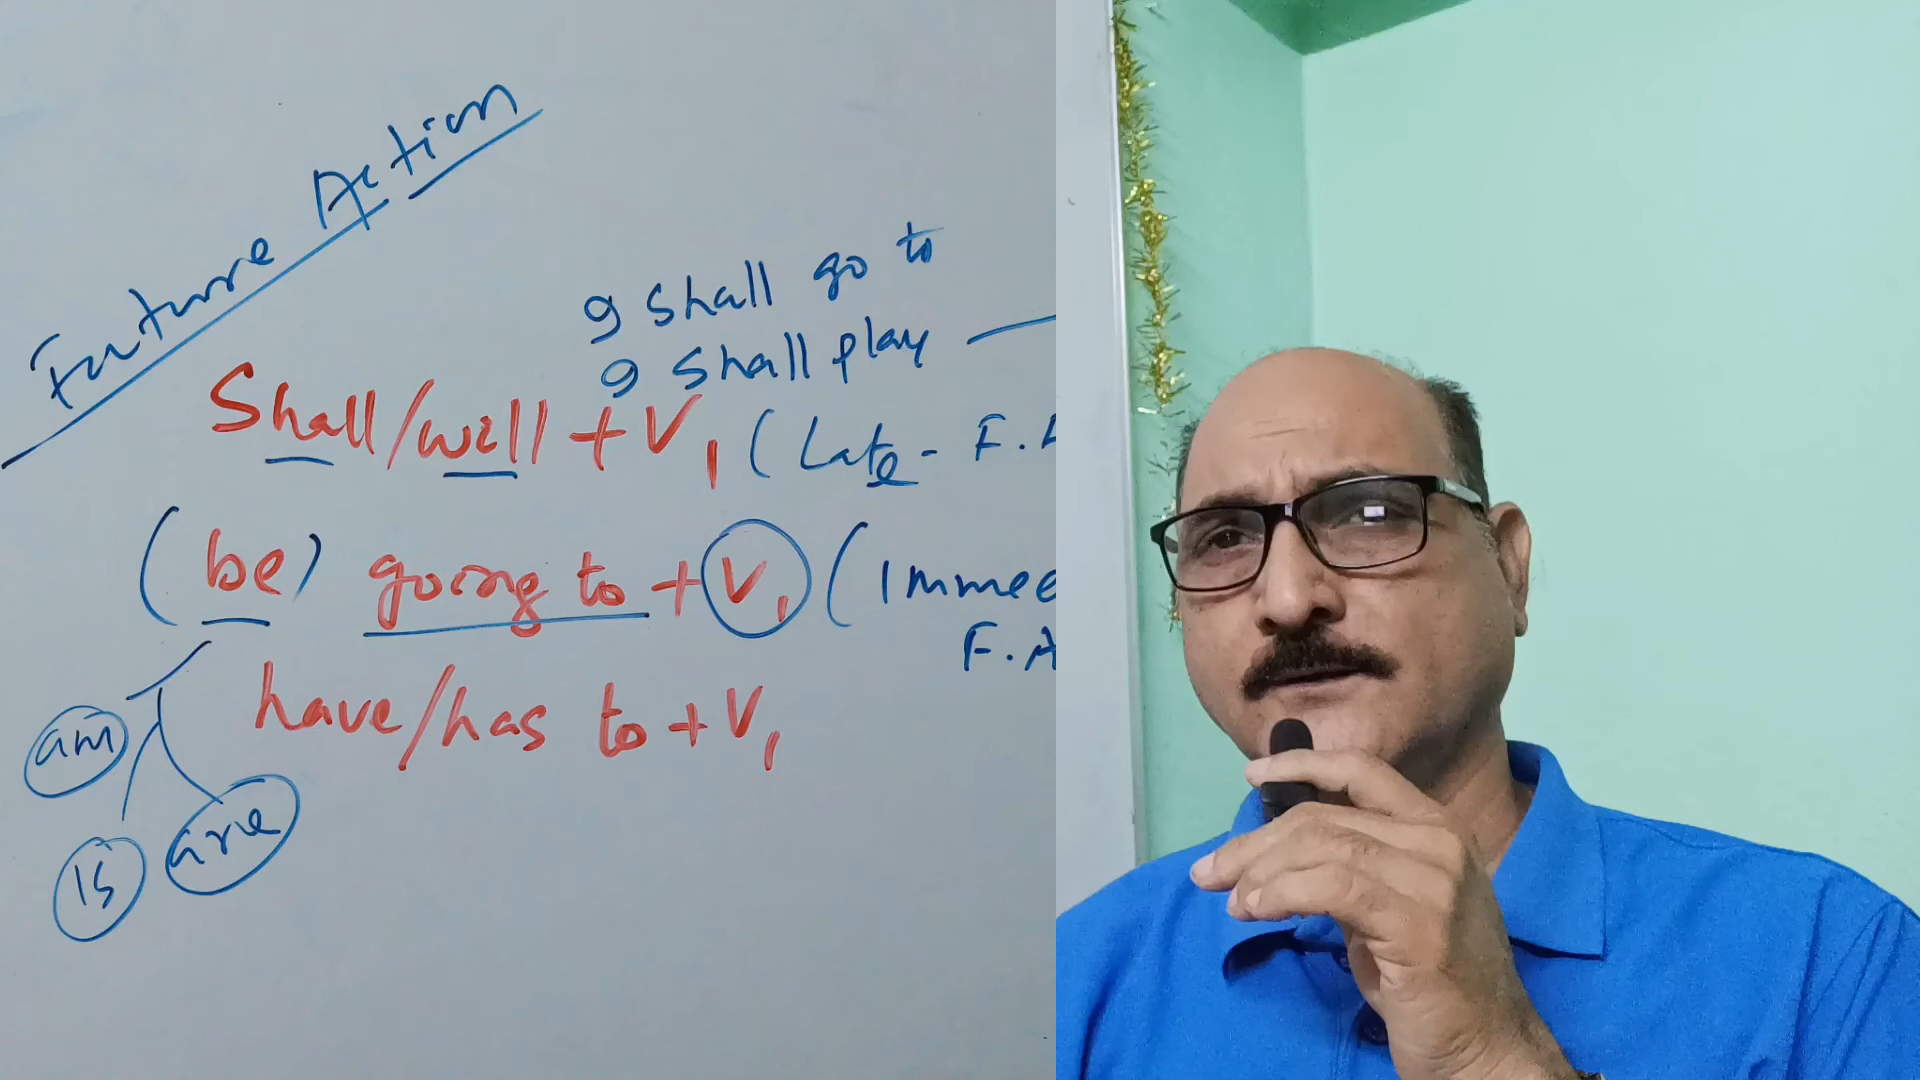 Future Action
I shall go to
I shall play —
Shall/will + V1 (Late - F.A
(be) going to + V1 (Immed
F.A
have/has to + V1
am
is
are